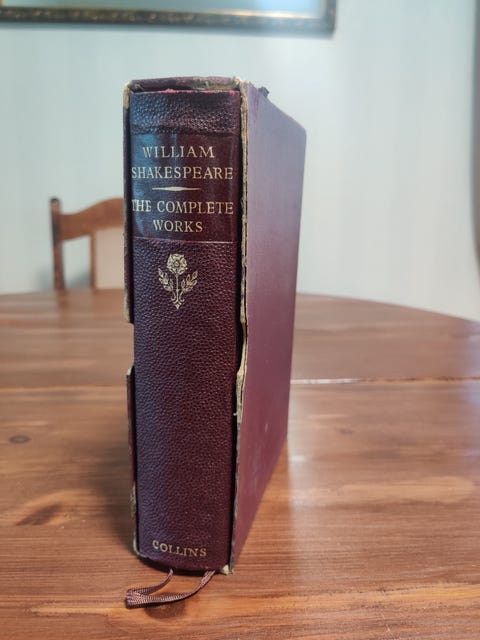 WILLIAM
SHAKESPEARE
THE COMPLETE
WORKS
COLLINS